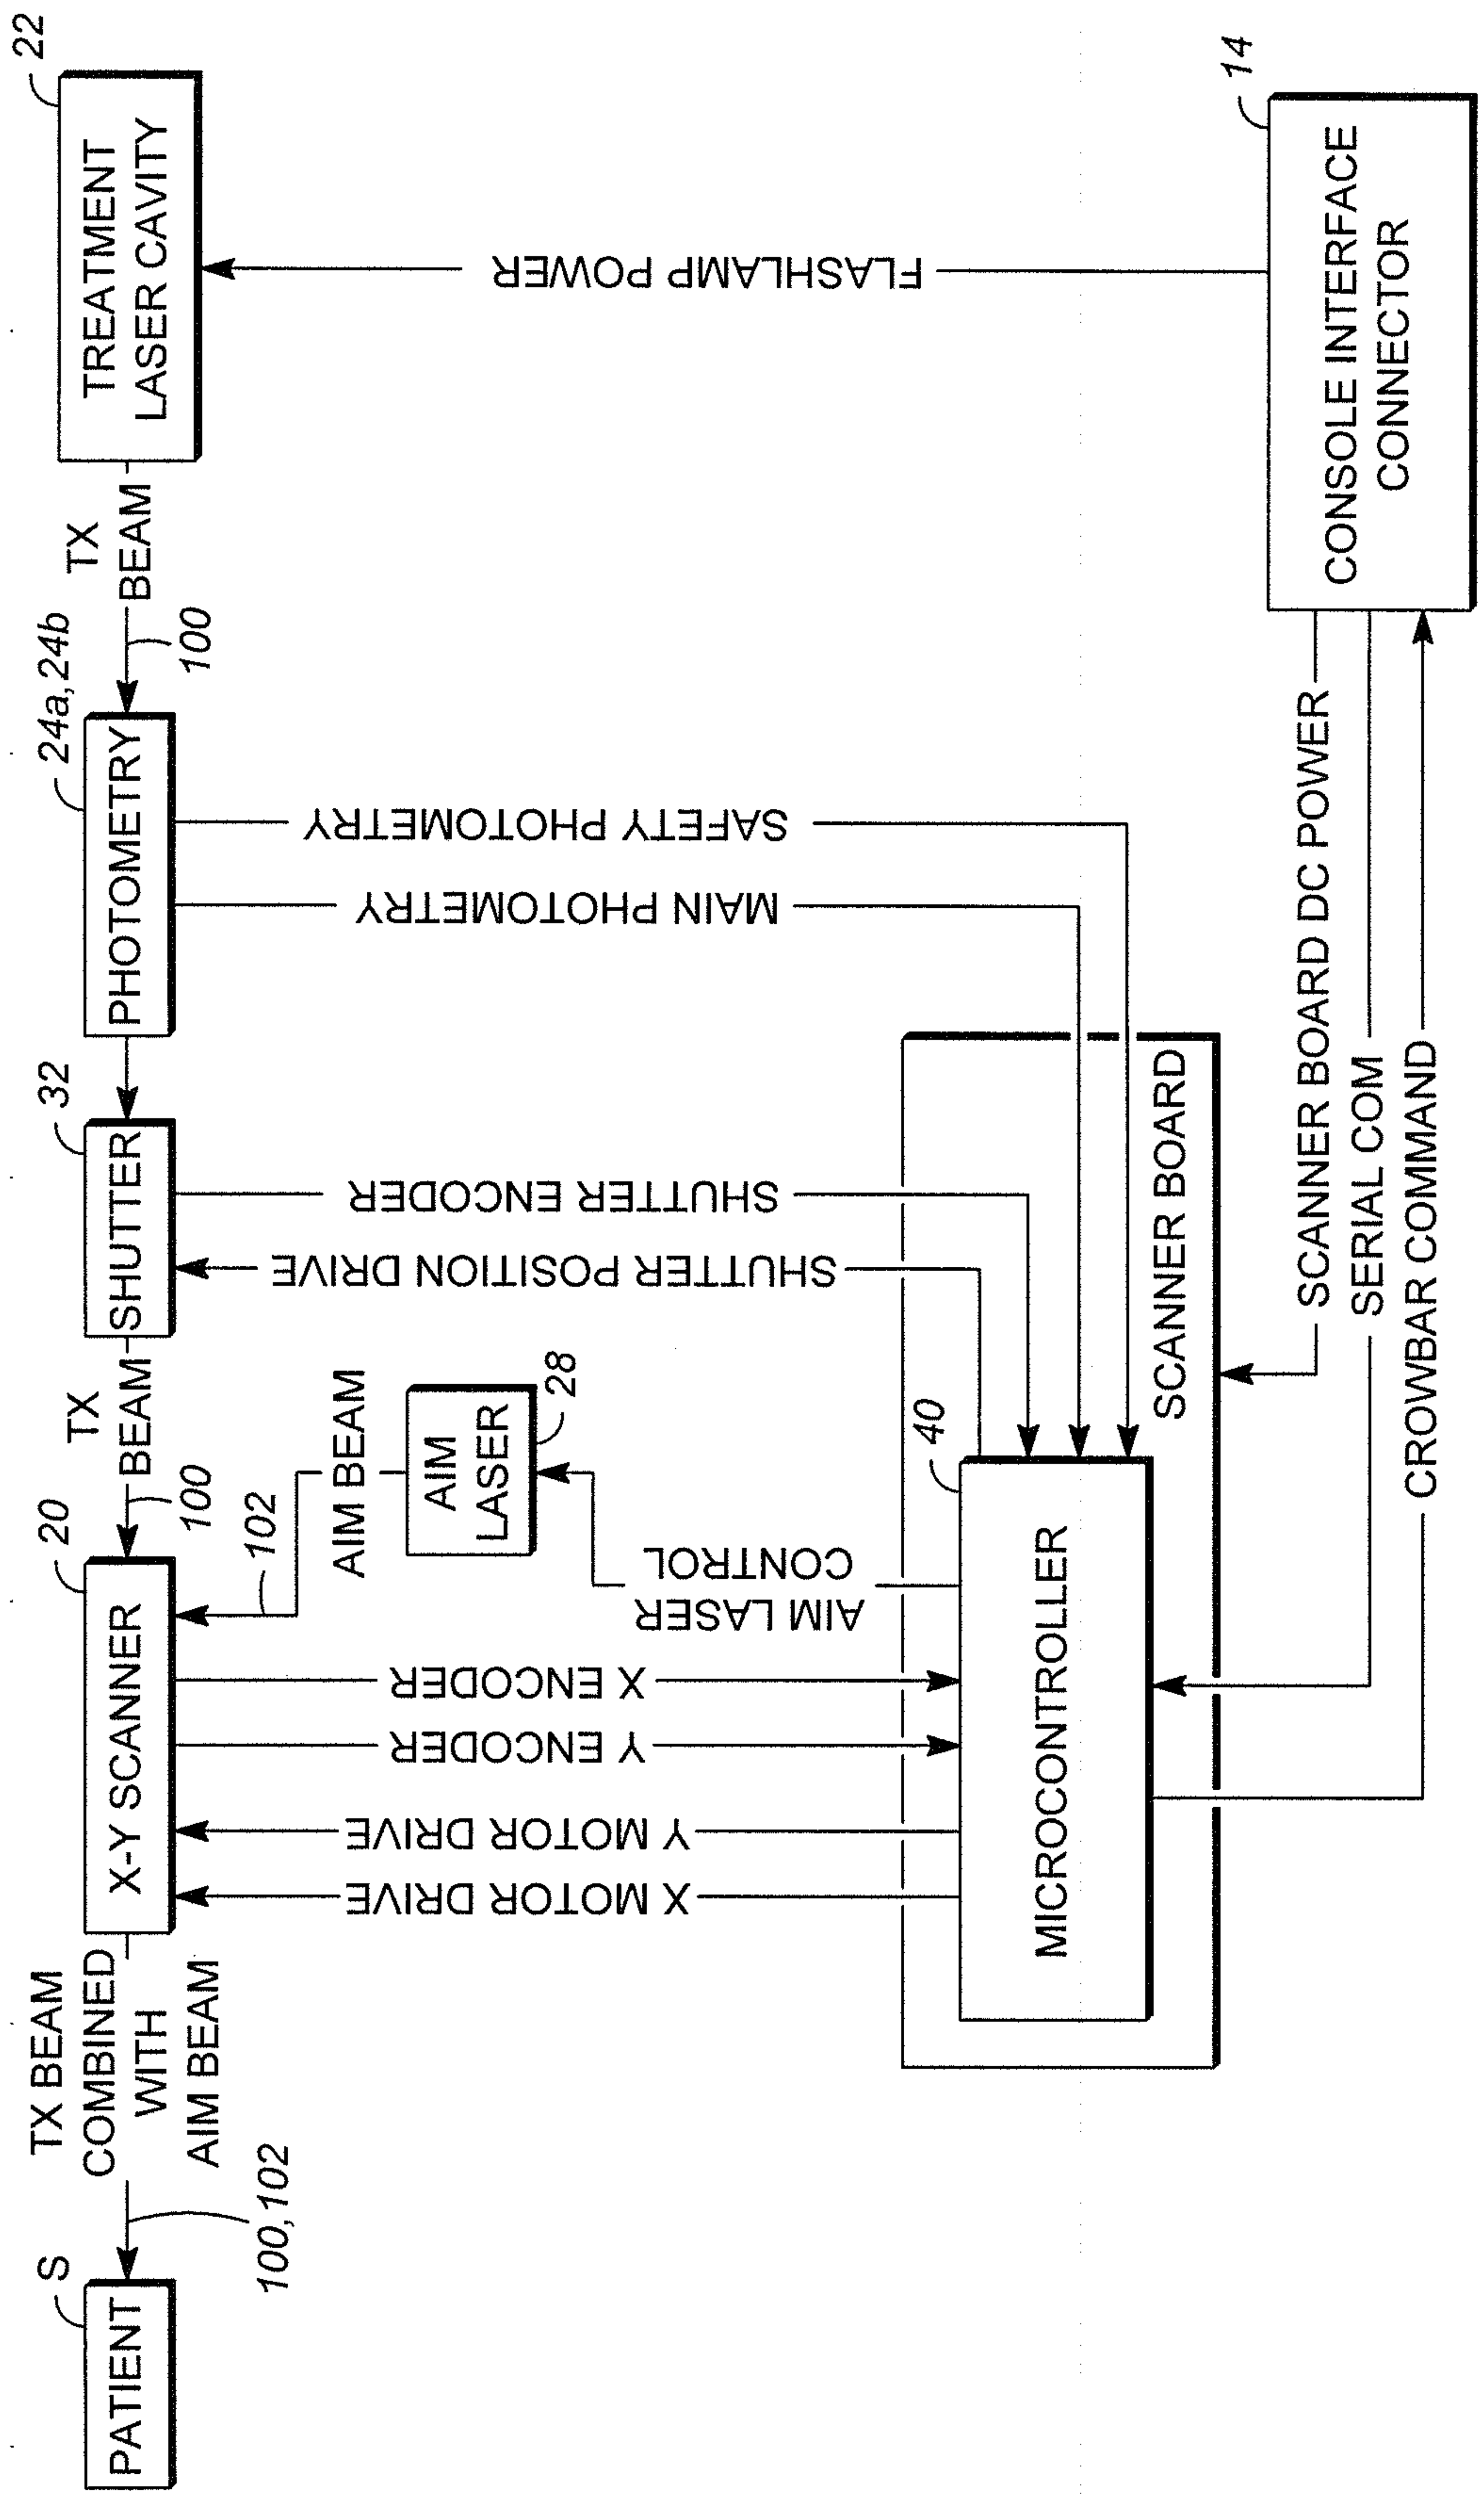 S
PATIENT
TX BEAM
COMBINED
WITH
AIM BEAM
100,102
20
X-Y SCANNER
TX
BEAM
100
32
SHUTTER
24a,24b
PHOTOMETRY
TX
BEAM
100
22
TREATMENT
LASER CAVITY
102
AIM BEAM
AIM
LASER
28
X MOTOR DRIVE
Y MOTOR DRIVE
Y ENCODER
X ENCODER
AIM LASER
CONTROL
SHUTTER POSITION DRIVE
SHUTTER ENCODER
MAIN PHOTOMETRY
SAFETY PHOTOMETRY
FLASHLAMP POWER
40
MICROCONTROLLER
SCANNER BOARD
SCANNER BOARD DC POWER
SERIAL COM
CROWBAR COMMAND
14
CONSOLE INTERFACE
CONNECTOR